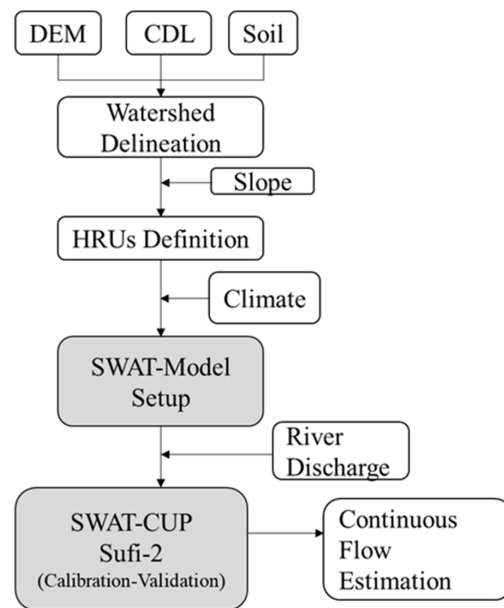 DEM
CDL
Soil
Watershed
Delineation
Slope
HRUs Definition
Climate
SWAT-Model
Setup
River
Discharge
SWAT-CUP
Sufi-2
(Calibration-Validation)
Continuous
Flow
Estimation